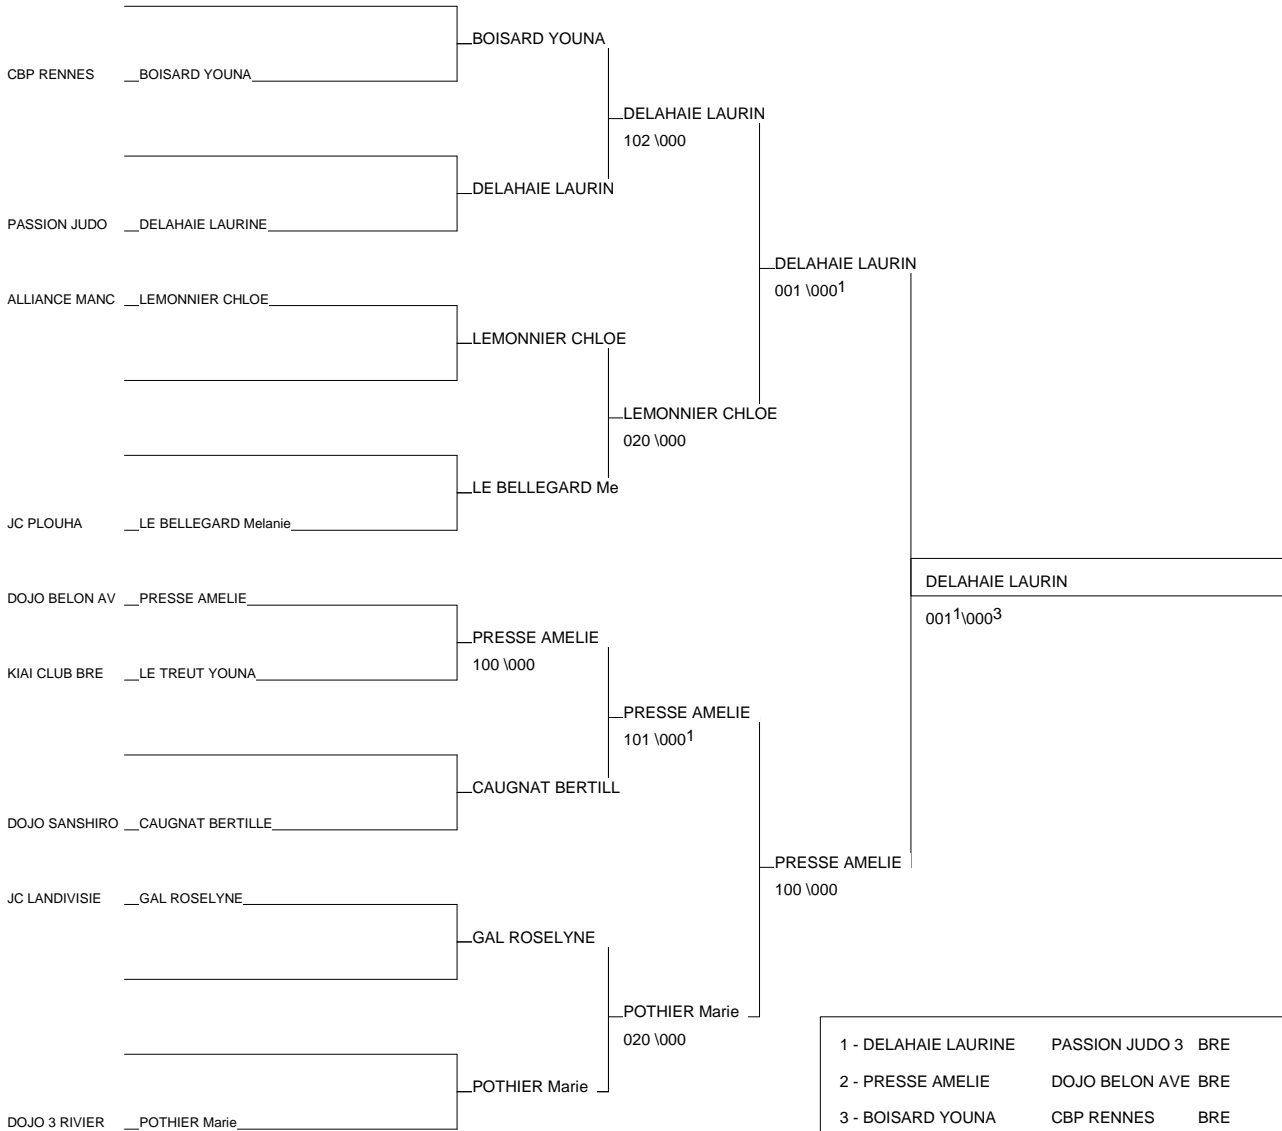 BOISARD YOUNA
CBP RENNES BOISARD YOUNA
DELAHAIE LAURIN
102 \000
DELAHAIE LAURIN
PASSION JUDO DELAHAIE LAURINE
DELAHAIE LAURIN
001 \000¹
ALLIANCE MANC LEMONNIER CHLOE
LEMONNIER CHLOE
LEMONNIER CHLOE
020 \000
LE BELLEGARD Me
JC PLOUHA LE BELLEGARD Melanie
DELAHAIE LAURIN
001¹\000³
DOJO BELON AV PRESSE AMELIE
PRESSE AMELIE
100 \000
KIAI CLUB BRE LE TREUT YOUNA
PRESSE AMELIE
101 \000¹
CAUGNAT BERTILL
DOJO SANSHIRO CAUGNAT BERTILLE
PRESSE AMELIE
100 \000
JC LANDIVISIE GAL ROSELYNE
GAL ROSELYNE
POTHIER Marie
020 \000
POTHIER Marie
DOJO 3 RIVIER POTHIER Marie
1 - DELAHAIE LAURINE PASSION JUDO 3 BRE
2 - PRESSE AMELIE DOJO BELON AVE BRE
3 - BOISARD YOUNA CBP RENNES BRE